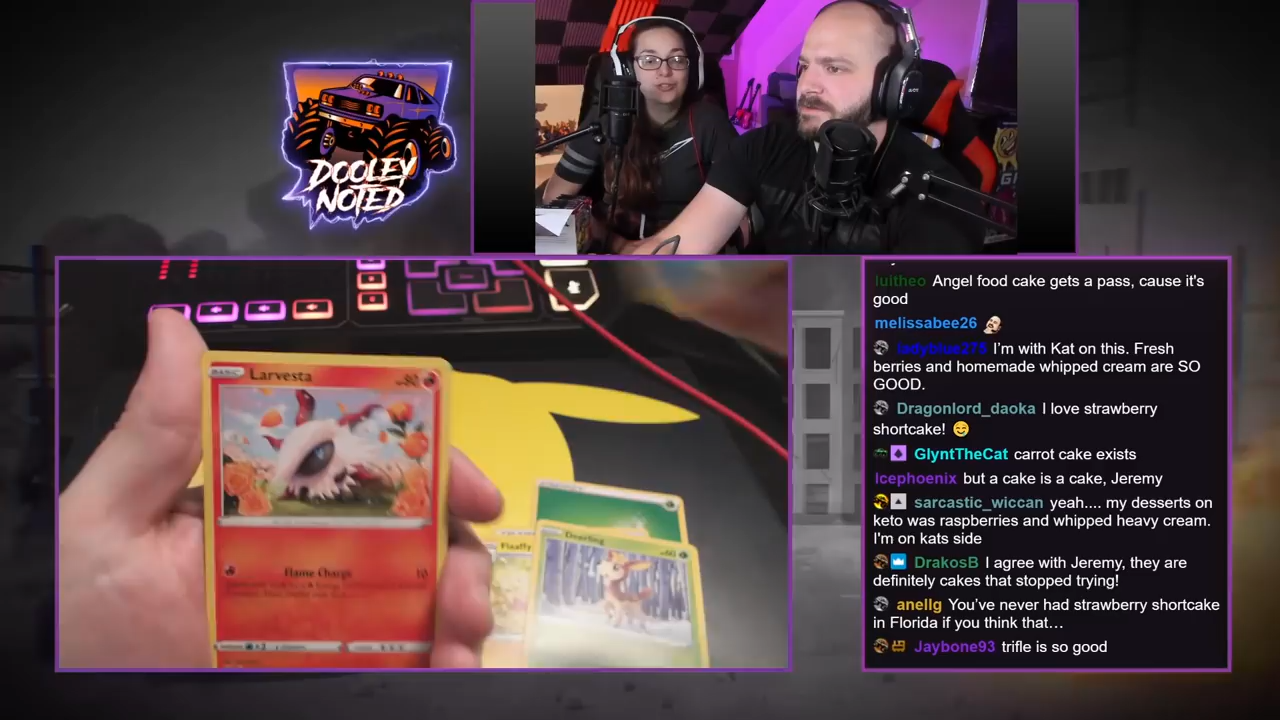 DOOLEY
NOTED
BASIC
Larvesta
80
Flame Charge
10
×2
Deerling
60
luitheo Angel food cake gets a pass, cause it's
good
melissabee26
ladyblue275 I'm with Kat on this. Fresh
berries and homemade whipped cream are SO
GOOD.
Dragonlord_daoka I love strawberry
shortcake!
GlyntTheCat carrot cake exists
Icephoenix but a cake is a cake, Jeremy
sarcastic_wiccan yeah.... my desserts on
keto was raspberries and whipped heavy cream.
I'm on kats side
DrakosB I agree with Jeremy, they are
definitely cakes that stopped trying!
anellg You've never had strawberry shortcake
in Florida if you think that…
Jaybone93 trifle is so good